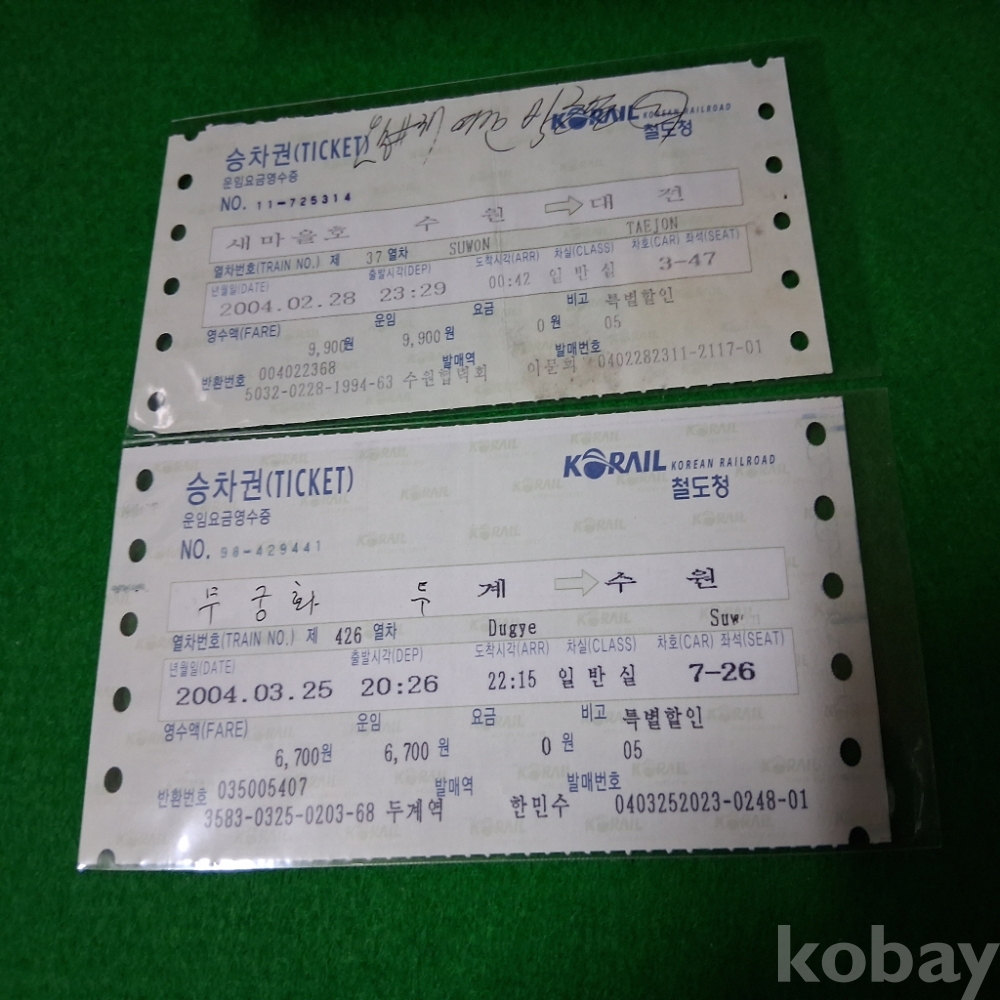 KORAIL KOREAN RAILROAD
승차권(TICKET) 철도청
운임요금영수증
NO. 11-725314
새마을호 수 원 ⇨ 대 전
열차번호(TRAIN NO.) 제 37 열차 SUWON TAEJON
년월일(DATE) 출발시각(DEP) 도착시각(ARR) 차실(CLASS) 차호(CAR) 좌석(SEAT)
2004.02.28 23:29 00:42 일반실 3-47
영수액(FARE) 운임 요금 비고 특별할인
9,900원 9,900원 0원 05
반환번호 004022368 발매역 발매번호
5032-0228-1994-63 수원협력회 이문희 0402282311-2117-01
KORAIL KOREAN RAILROAD
승차권(TICKET) 철도청
운임요금영수증
NO. 98-429441
무궁화 두 계 ⇨ 수 원
열차번호(TRAIN NO.) 제 426 열차 Dugye Suw
년월일(DATE) 출발시각(DEP) 도착시각(ARR) 차실(CLASS) 차호(CAR) 좌석(SEAT)
2004.03.25 20:26 22:15 일반실 7-26
영수액(FARE) 운임 요금 비고 특별할인
6,700원 6,700원 0원 05
반환번호 035005407 발매역 발매번호
3583-0325-0203-68 두계역 한민수 0403252023-0248-01
kobay